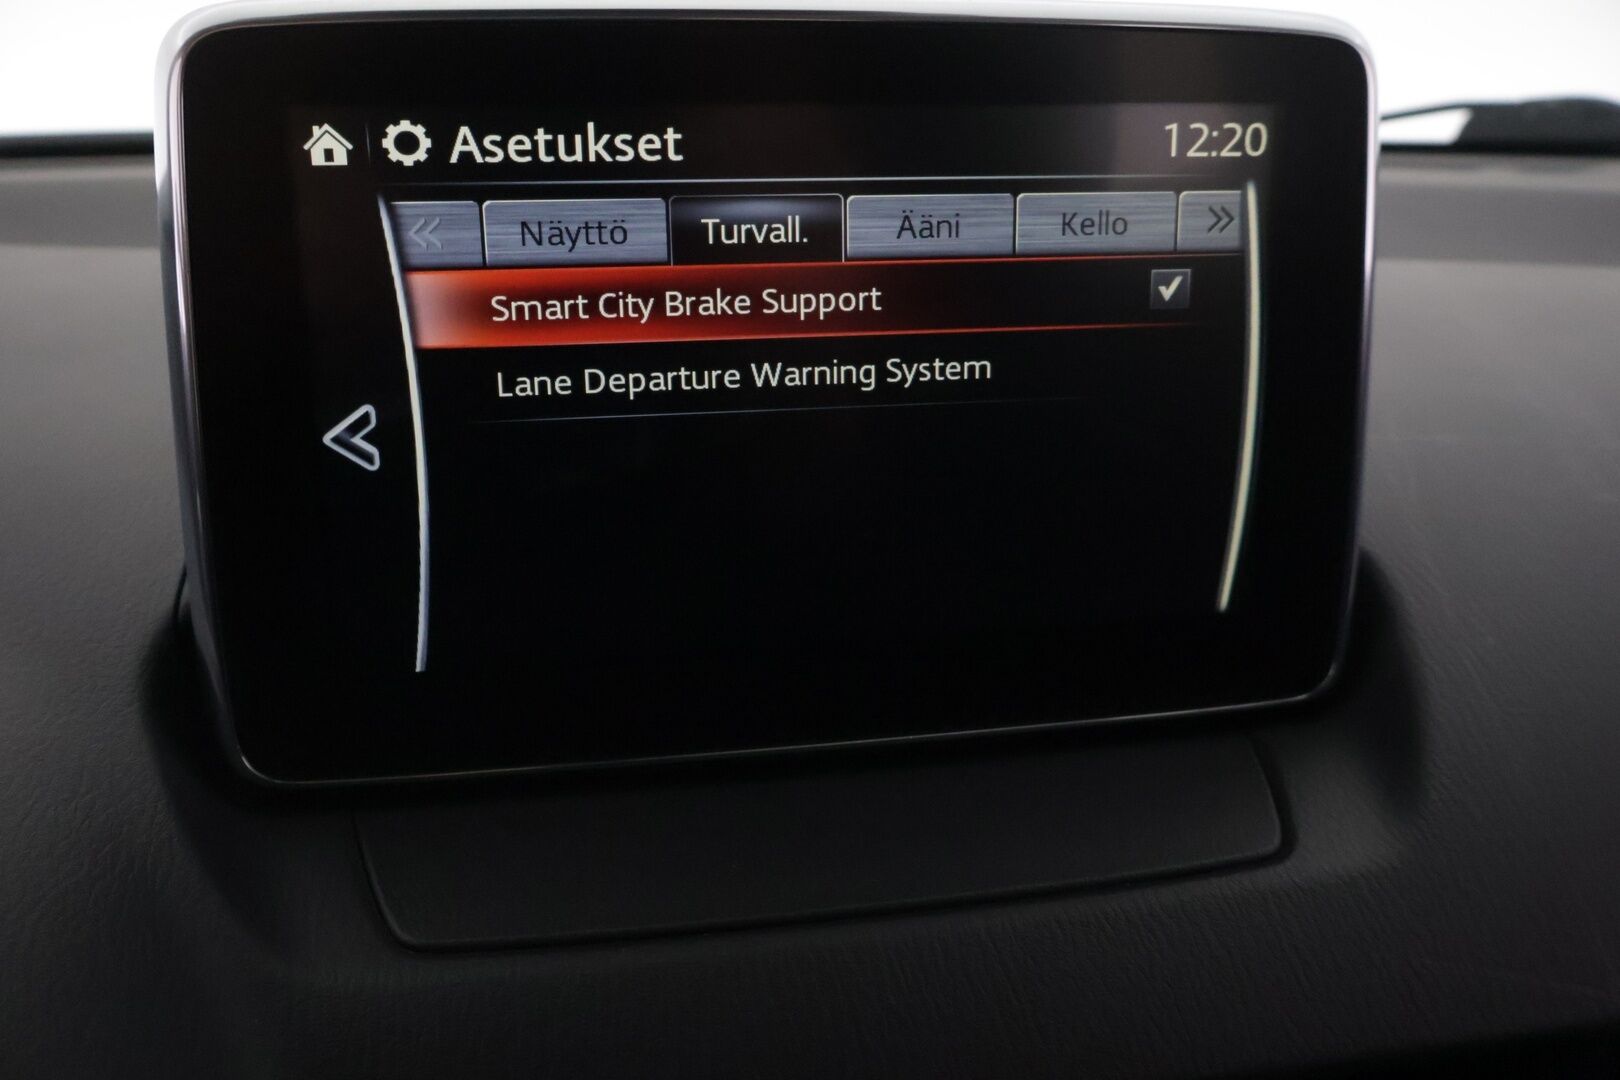 Asetukset 12:20
Näyttö Turvall. Ääni Kello
Smart City Brake Support
Lane Departure Warning System